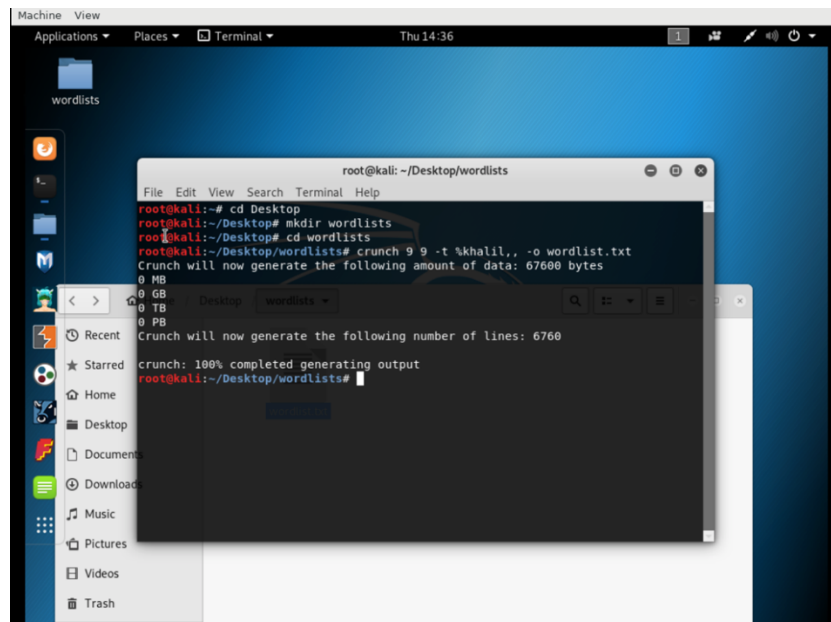 Machine View
Applications Places Terminal Thu 14:36 1
wordlists
root@kali: ~/Desktop/wordlists
File Edit View Search Terminal Help
root@kali:~# cd Desktop
root@kali:~/Desktop# mkdir wordlists
root@kali:~/Desktop# cd wordlists
root@kali:~/Desktop/wordlists# crunch 9 9 -t %khalil,, -o wordlist.txt
Crunch will now generate the following amount of data: 67600 bytes
0 MB
0 GB
0 TB
0 PB
Crunch will now generate the following number of lines: 6760
crunch: 100% completed generating output
root@kali:~/Desktop/wordlists#
Desktop wordlists
Recent
Starred
Home
Desktop
Documents
Downloads
Music
Pictures
Videos
Trash